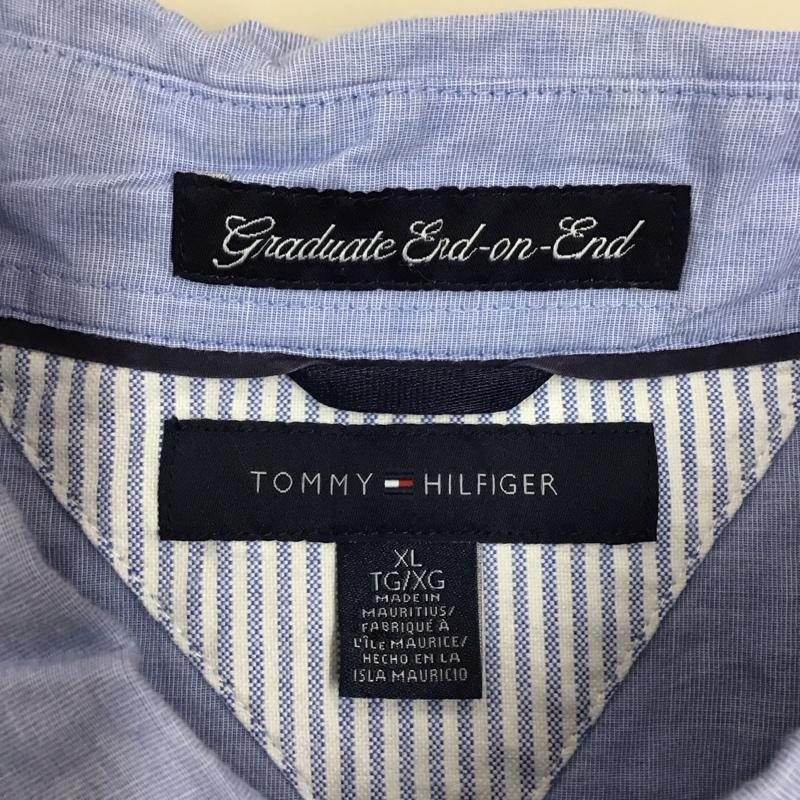 Graduate End-on-End
TOMMY HILFIGER
XL
TG/XG
MADE IN
MAURITIUS/
FABRIQUÉ À
L'ÎLE MAURICE/
HECHO EN LA
ISLA MAURICIO